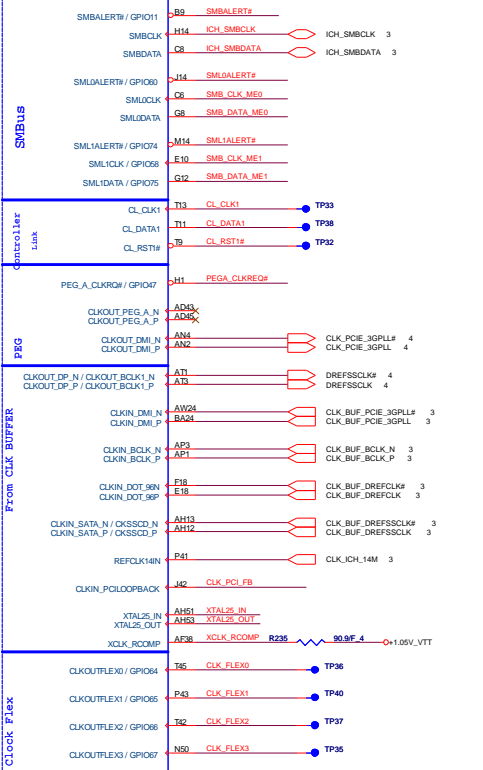 SMBus
SMBALERT# / GPIO11 B9 SMBALERT#
SMBCLK H14 ICH_SMBCLK ICH_SMBCLK 3
SMBDATA C8 ICH_SMBDATA ICH_SMBDATA 3
SML0ALERT# / GPIO60 J14 SML0ALERT#
SML0CLK C6 SMB_CLK_ME0
SML0DATA G8 SMB_DATA_ME0
SML1ALERT# / GPIO74 M14 SML1ALERT#
SML1CLK / GPIO58 E10 SMB_CLK_ME1
SML1DATA / GPIO75 G12 SMB_DATA_ME1
Controller
Link
CL_CLK1 T13 CL_CLK1 TP33
CL_DATA1 T11 CL_DATA1 TP38
CL_RST1# T9 CL_RST1# TP32
PEG
PEG_A_CLKRQ# / GPIO47 H1 PEGA_CLKREQ#
CLKOUT_PEG_A_N AD43
CLKOUT_PEG_A_P AD45
CLKOUT_DMI_N AN4 CLK_PCIE_3GPLL# 4
CLKOUT_DMI_P AN2 CLK_PCIE_3GPLL 4
From CLK BUFFER
CLKOUT_DP_N / CLKOUT_BCLK1_N AT1 DREFSSCLK# 4
CLKOUT_DP_P / CLKOUT_BCLK1_P AT3 DREFSSCLK 4
CLKIN_DMI_N AW24 CLK_BUF_PCIE_3GPLL# 3
CLKIN_DMI_P BA24 CLK_BUF_PCIE_3GPLL 3
CLKIN_BCLK_N AP3 CLK_BUF_BCLK_N 3
CLKIN_BCLK_P AP1 CLK_BUF_BCLK_P 3
CLKIN_DOT_96N F18 CLK_BUF_DREFCLK# 3
CLKIN_DOT_96P E18 CLK_BUF_DREFCLK 3
CLKIN_SATA_N / CKSSCD_N AH13 CLK_BUF_DREFSSCLK# 3
CLKIN_SATA_P / CKSSCD_P AH12 CLK_BUF_DREFSSCLK 3
REFCLK14IN P41 CLK_ICH_14M 3
CLKIN_PCILOOPBACK J42 CLK_PCI_FB
XTAL25_IN AH51 XTAL25_IN
XTAL25_OUT AH53 XTAL25_OUT
XCLK_RCOMP AF38 XCLK_RCOMP R235 90.9/F_4 +1.05V_VTT
Clock Flex
CLKOUTFLEX0 / GPIO64 T45 CLK_FLEX0 TP36
CLKOUTFLEX1 / GPIO65 P43 CLK_FLEX1 TP40
CLKOUTFLEX2 / GPIO66 T42 CLK_FLEX2 TP37
CLKOUTFLEX3 / GPIO67 N50 CLK_FLEX3 TP35